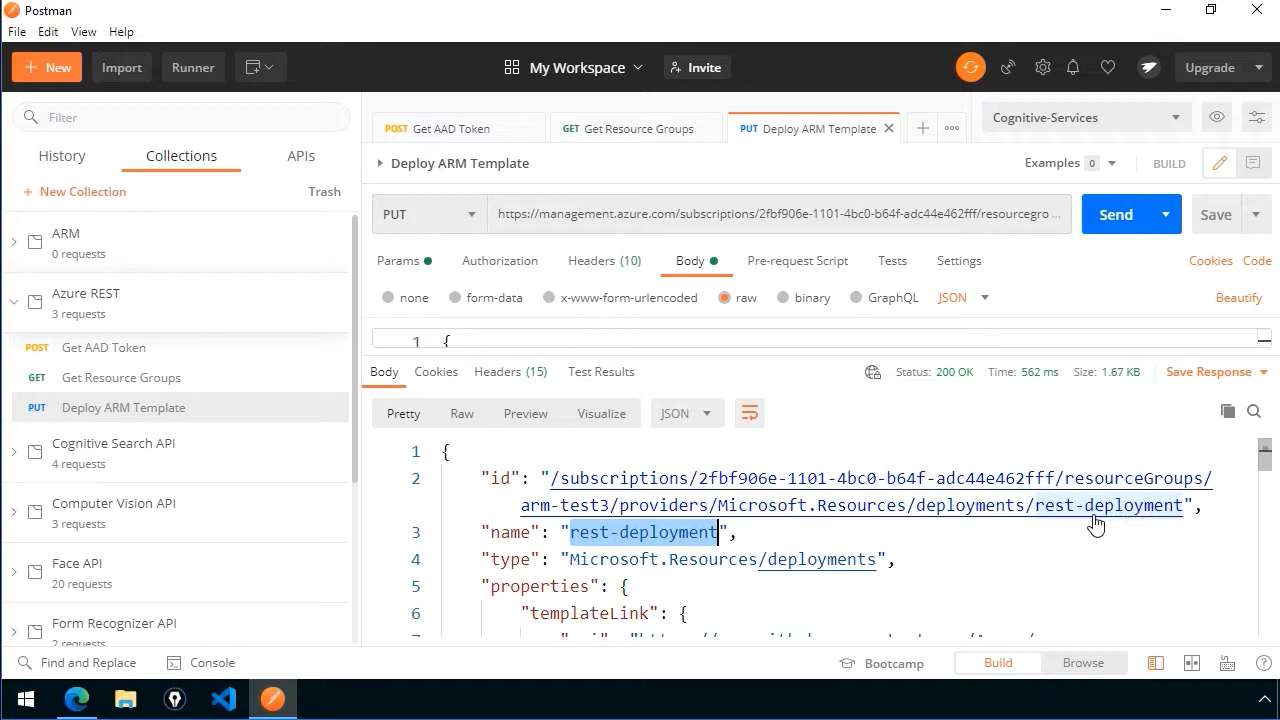 Postman
File Edit View Help
+ New Import Runner My Workspace Invite Upgrade
Filter
History Collections APIs
+ New Collection Trash
ARM
0 requests
Azure REST
3 requests
POST Get AAD Token
GET Get Resource Groups
PUT Deploy ARM Template
Cognitive Search API
4 requests
Computer Vision API
3 requests
Face API
20 requests
Form Recognizer API
2 requests
POST Get AAD Token GET Get Resource Groups PUT Deploy ARM Template Cognitive-Services
Deploy ARM Template Examples 0 BUILD
PUT https://management.azure.com/subscriptions/2fbf906e-1101-4bc0-b64f-adc44e462fff/resourcegro ... Send Save
Params Authorization Headers (10) Body Pre-request Script Tests Settings Cookies Code
none form-data x-www-form-urlencoded raw binary GraphQL JSON Beautify
1 {
Body Cookies Headers (15) Test Results Status: 200 OK Time: 562 ms Size: 1.67 KB Save Response
Pretty Raw Preview Visualize JSON
1 {
2 "id": "/subscriptions/2fbf906e-1101-4bc0-b64f-adc44e462fff/resourceGroups/
arm-test3/providers/Microsoft.Resources/deployments/rest-deployment",
3 "name": "rest-deployment",
4 "type": "Microsoft.Resources/deployments",
5 "properties": {
6 "templateLink": {
Find and Replace Console Bootcamp Build Browse